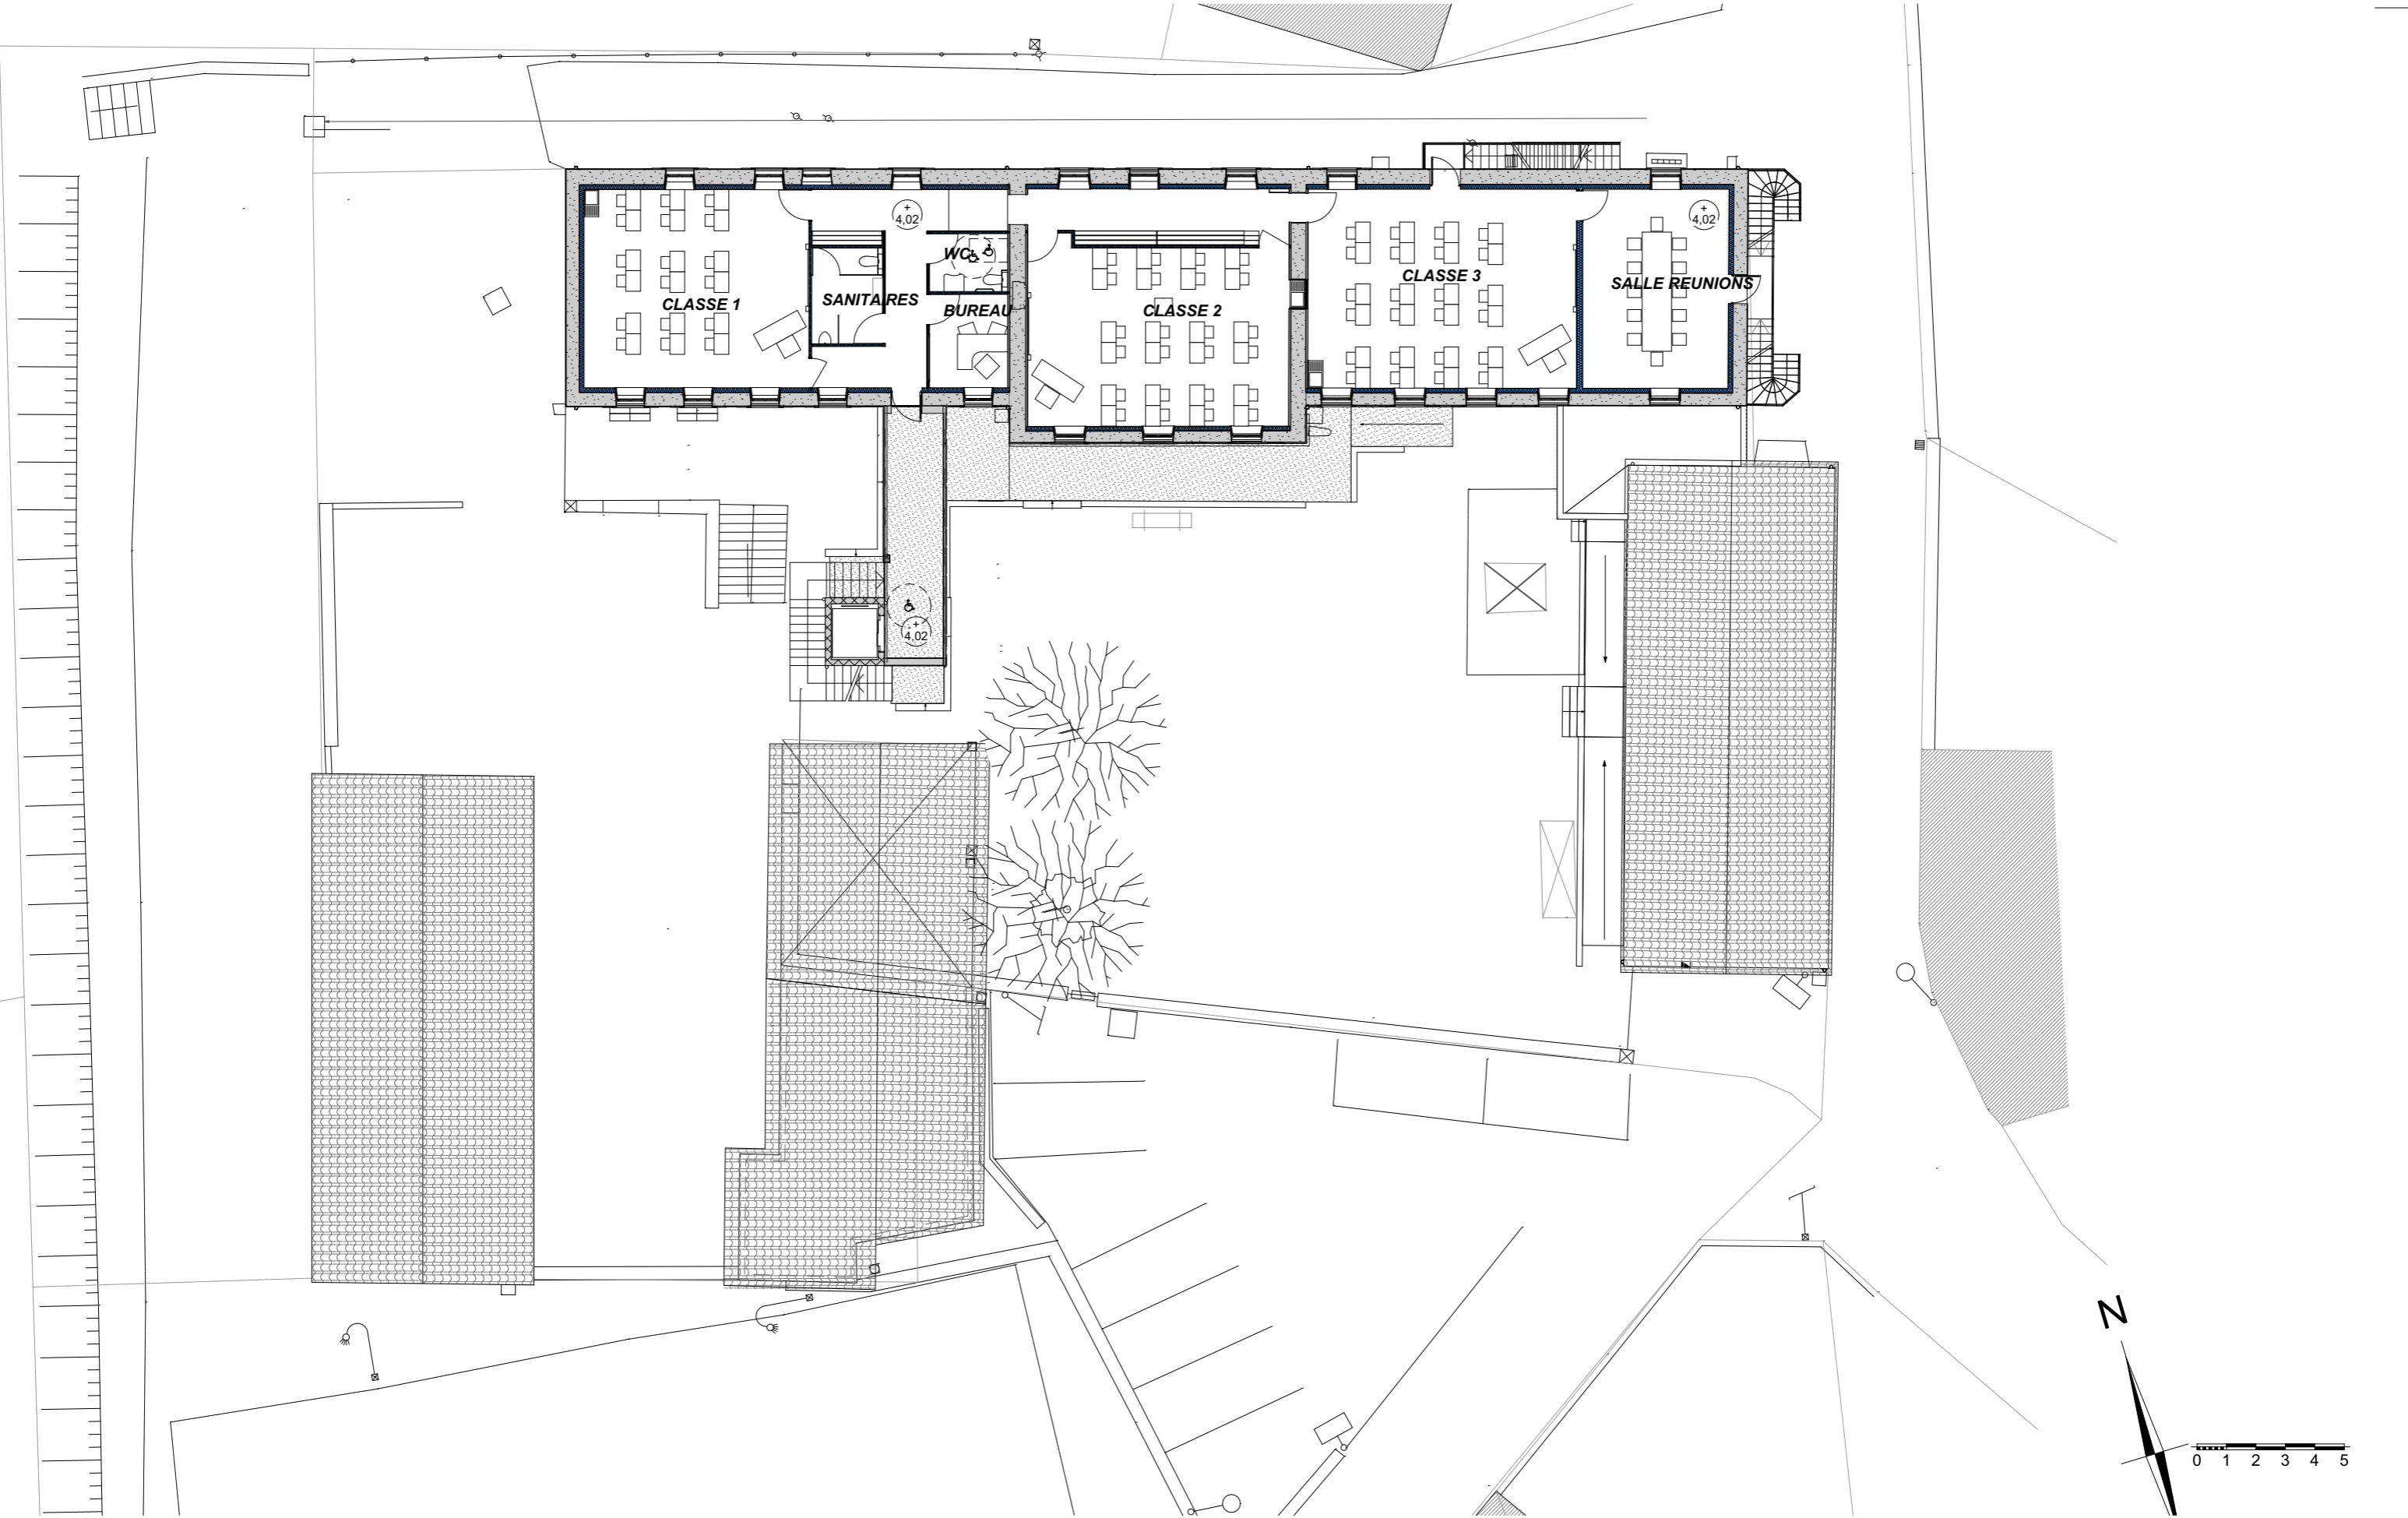 4,02
4,02
WC
CLASSE 3
SALLE REUNIONS
SANITAIRES
CLASSE 1
BUREAU
CLASSE 2
4,02
N
0 1 2 3 4 5